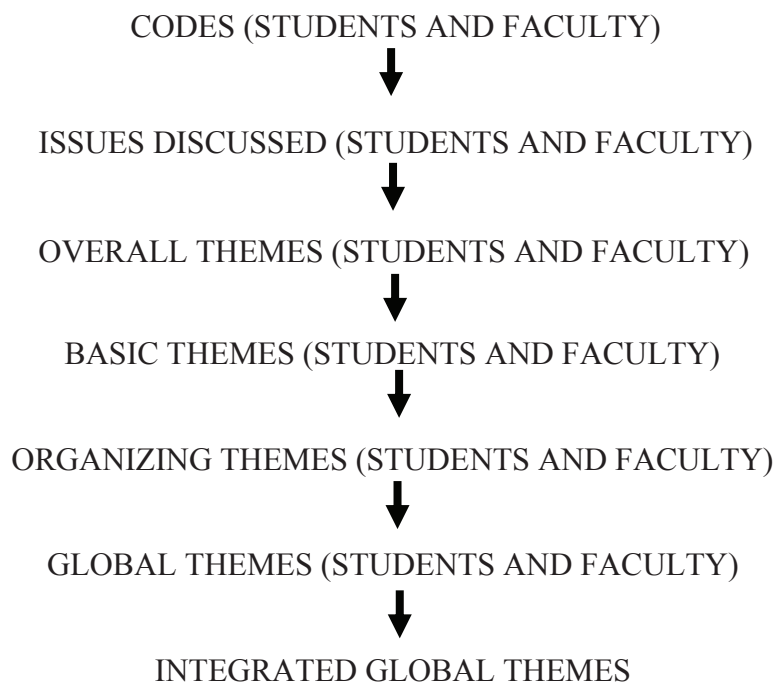 CODES (STUDENTS AND FACULTY)
ISSUES DISCUSSED (STUDENTS AND FACULTY)
OVERALL THEMES (STUDENTS AND FACULTY)
BASIC THEMES (STUDENTS AND FACULTY)
ORGANIZING THEMES (STUDENTS AND FACULTY)
GLOBAL THEMES (STUDENTS AND FACULTY)
INTEGRATED GLOBAL THEMES